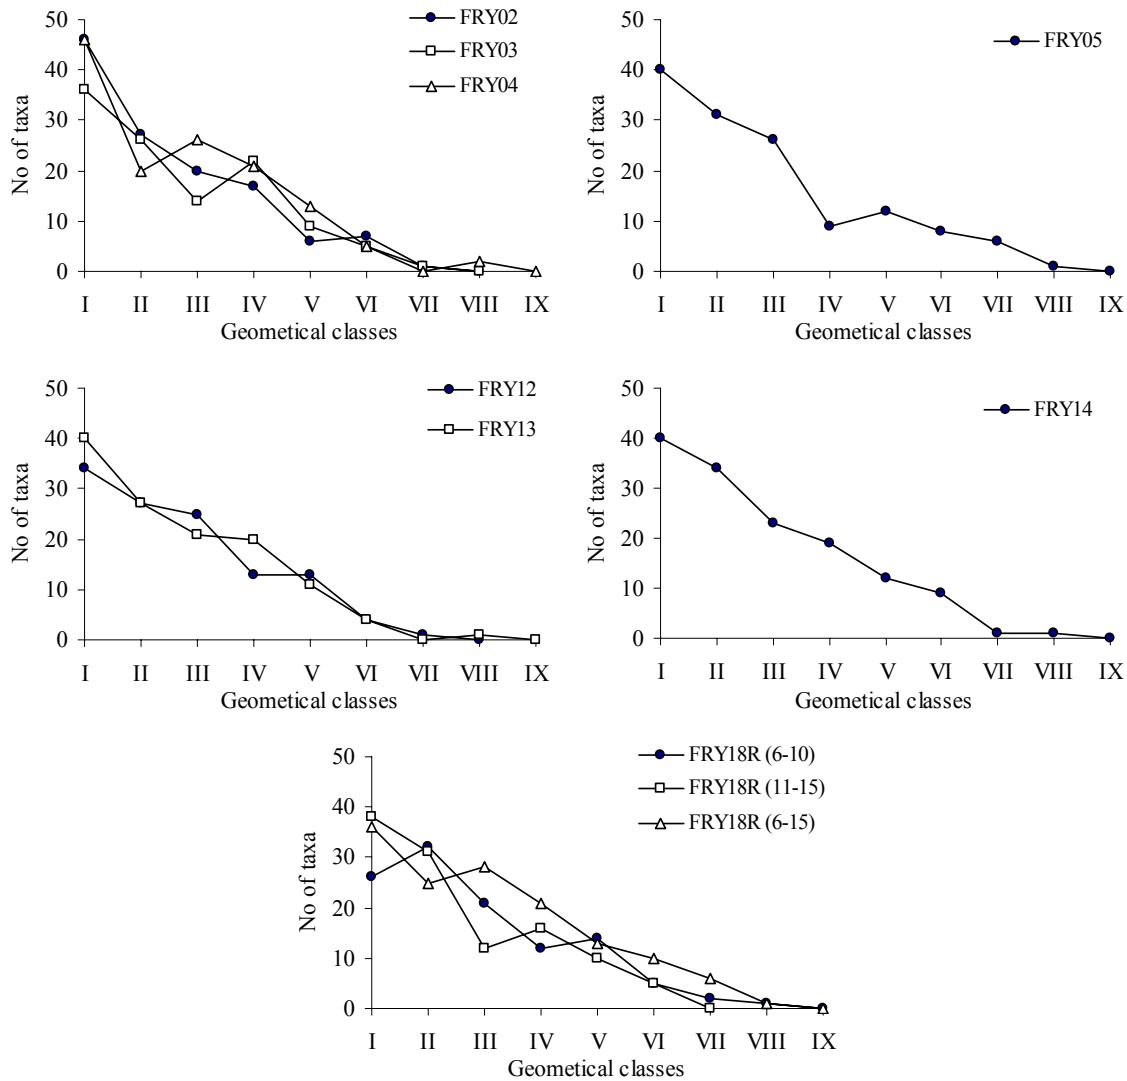 FRY02
FRY03
FRY04
50
40
30
20
10
0
No of taxa
I II III IV V VI VII VIII IX
Geometical classes
FRY05
50
40
30
20
10
0
No of taxa
I II III IV V VI VII VIII IX
Geometical classes
FRY12
FRY13
50
40
30
20
10
0
No of taxa
I II III IV V VI VII VIII IX
Geometical classes
FRY14
50
40
30
20
10
0
No of taxa
I II III IV V VI VII VIII IX
Geometical classes
FRY18R (6-10)
FRY18R (11-15)
FRY18R (6-15)
50
40
30
20
10
0
No of taxa
I II III IV V VI VII VIII IX
Geometical classes